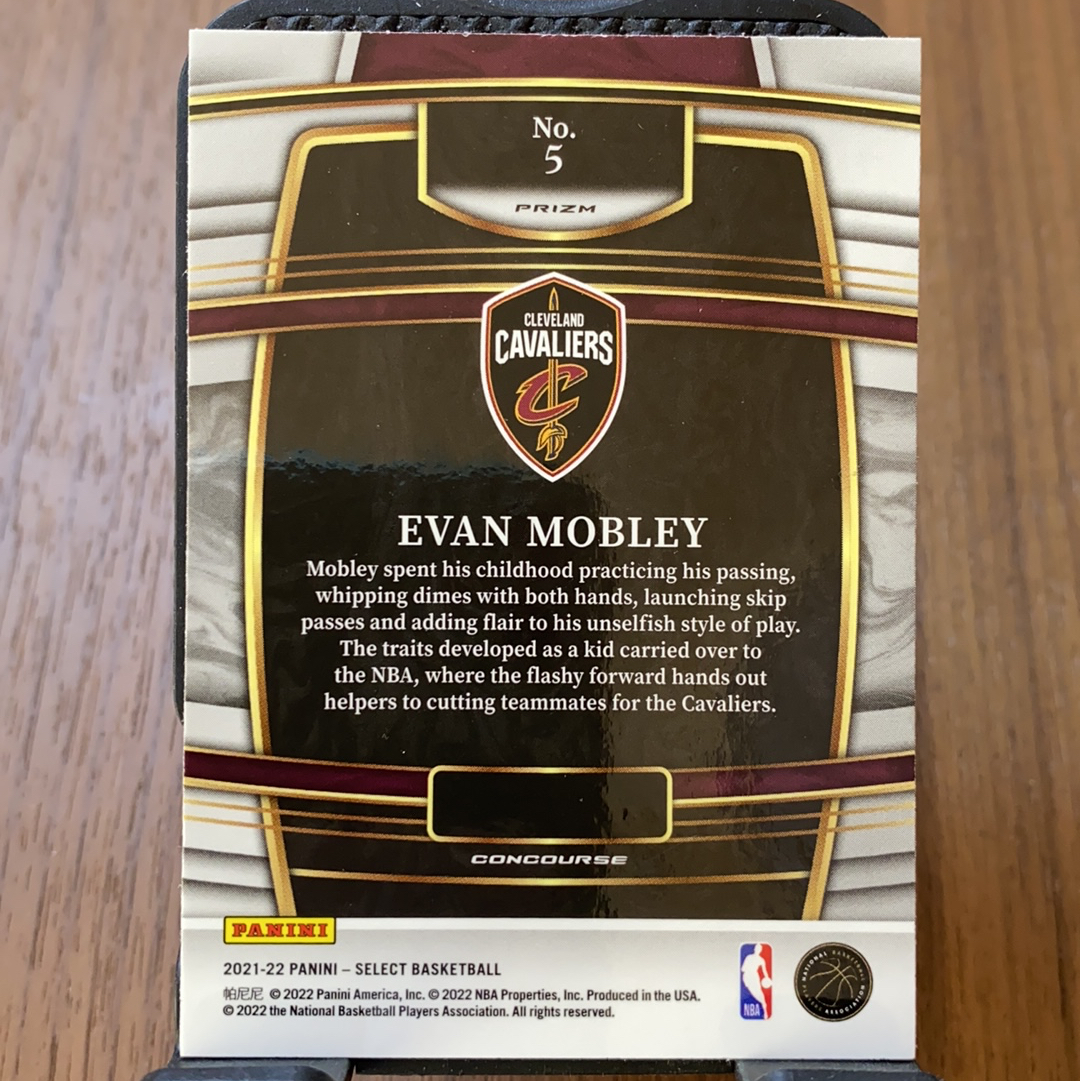 No.
5
PRIZM
CLEVELAND
CAVALIERS
C
EVAN MOBLEY
Mobley spent his childhood practicing his passing,
whipping dimes with both hands, launching skip
passes and adding flair to his unselfish style of play.
The traits developed as a kid carried over to
the NBA, where the flashy forward hands out
helpers to cutting teammates for the Cavaliers.
CONCOURSE
PANINI
2021-22 PANINI – SELECT BASKETBALL
帕尼尼 © 2022 Panini America, Inc. © 2022 NBA Properties, Inc. Produced in the USA.
© 2022 the National Basketball Players Association. All rights reserved.
NBA
NATIONAL BASKETBALL PLAYERS ASSOCIATION